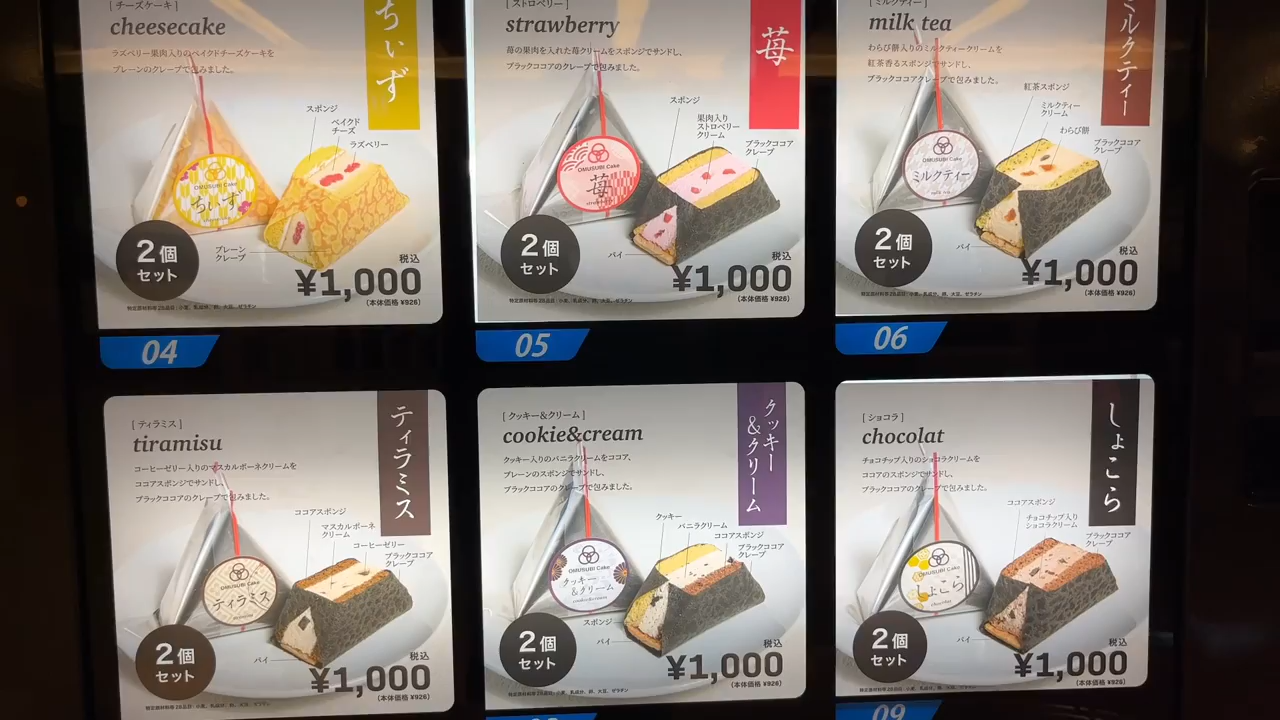 [ チーズケーキ ]
cheesecake
ラズベリー果肉入りのベイクドチーズケーキを
プレーンのクレープで包みました。
ちぃず
スポンジ
ベイクド
チーズ
ラズベリー
OMUSUBI Cake
ちぃず
プレーン
クレープ
2個
セット
税込
¥1,000
(本体価格 ¥926)
04
[ ストロベリー ]
strawberry
苺の果肉を入れた苺クリームをスポンジでサンドし、
ブラックココアのクレープで包みました。
苺
スポンジ
果肉入り
ストロベリー
クリーム
ブラックココア
クレープ
OMUSUBI Cake
苺
パイ
2個
セット
税込
¥1,000
(本体価格 ¥926)
05
[ ミルクティー ]
milk tea
わらび餅入りのミルクティークリームを
紅茶香るスポンジでサンドし、
ブラックココアクレープで包みました。
ミルクティー
紅茶スポンジ
ミルクティー
クリーム
わらび餅
ブラックココア
クレープ
OMUSUBI Cake
ミルクティー
パイ
2個
セット
税込
¥1,000
(本体価格 ¥926)
06
[ ティラミス ]
tiramisu
コーヒーゼリー入りのマスカルポーネクリームを
ココアスポンジでサンドし、
ブラックココアのクレープで包みました。
ティラミス
ココアスポンジ
マスカルポーネ
クリーム
コーヒーゼリー
ブラックココア
クレープ
OMUSUBI Cake
ティラミス
パイ
2個
セット
税込
¥1,000
(本体価格 ¥926)
[ クッキー&クリーム ]
cookie&cream
クッキー入りのバニラクリームをココア、
プレーンのスポンジでサンドし、
ブラックココアのクレープで包みました。
クッキー&クリーム
クッキー
バニラクリーム
ココアスポンジ
ブラックココア
クレープ
OMUSUBI Cake
クッキー
&クリーム
cookie&cream
スポンジ
パイ
2個
セット
税込
¥1,000
(本体価格 ¥926)
[ ショコラ ]
chocolat
チョコチップ入りのショコラクリームを
ココアのスポンジでサンドし、
ブラックココアのクレープで包みました。
しょこら
ココアスポンジ
チョコチップ入り
ショコラクリーム
ブラックココア
クレープ
OMUSUBI Cake
しょこら
chocolat
パイ
2個
セット
税込
¥1,000
(本体価格 ¥926)
09